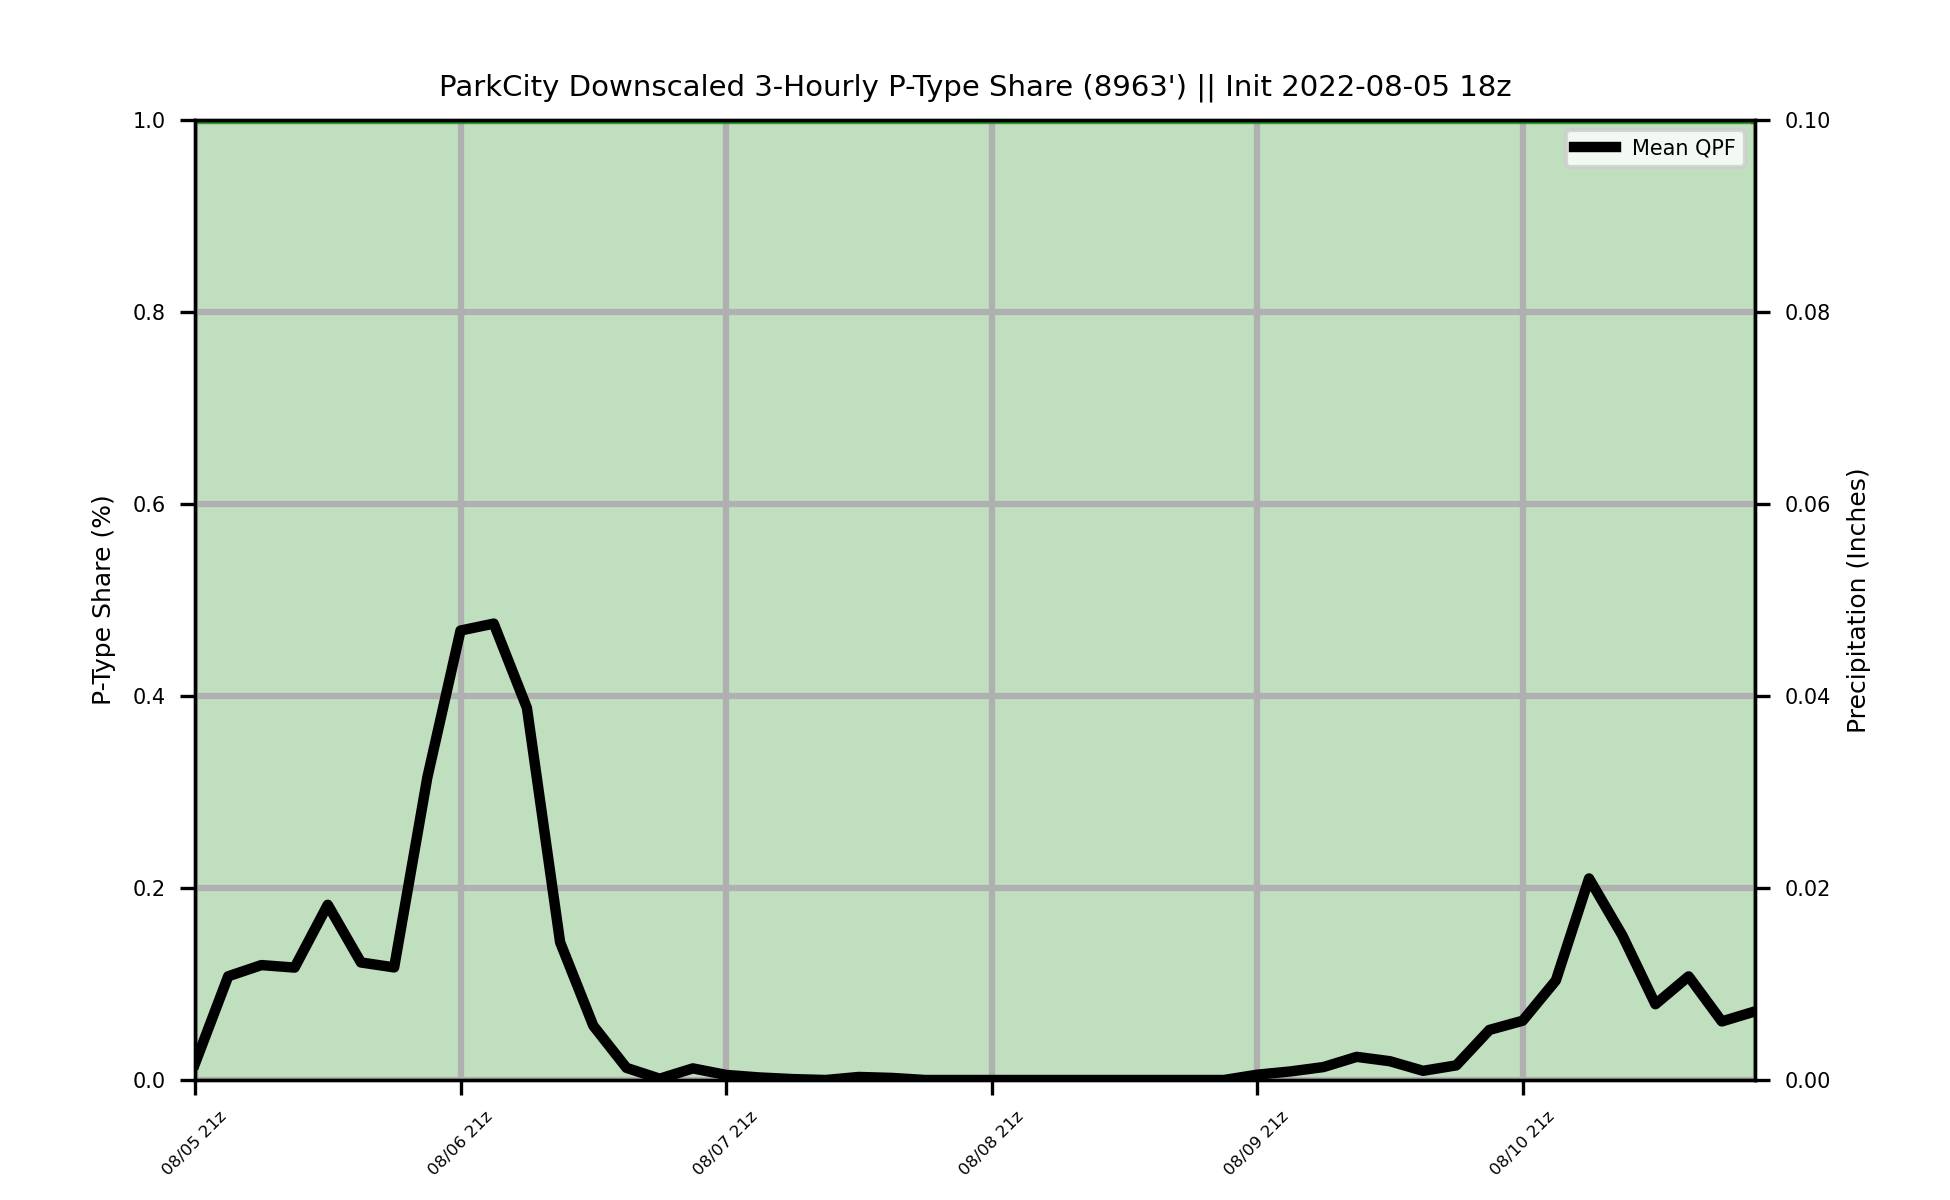 ParkCity Downscaled 3-Hourly P-Type Share (8963') || Init 2022-08-05 18z
Mean QPF
1.0
0.8
0.6
0.4
0.2
0.0
P-Type Share (%)
0.10
0.08
0.06
0.04
0.02
0.00
Precipitation (Inches)
08/05 21z
08/06 21z
08/07 21z
08/08 21z
08/09 21z
08/10 21z